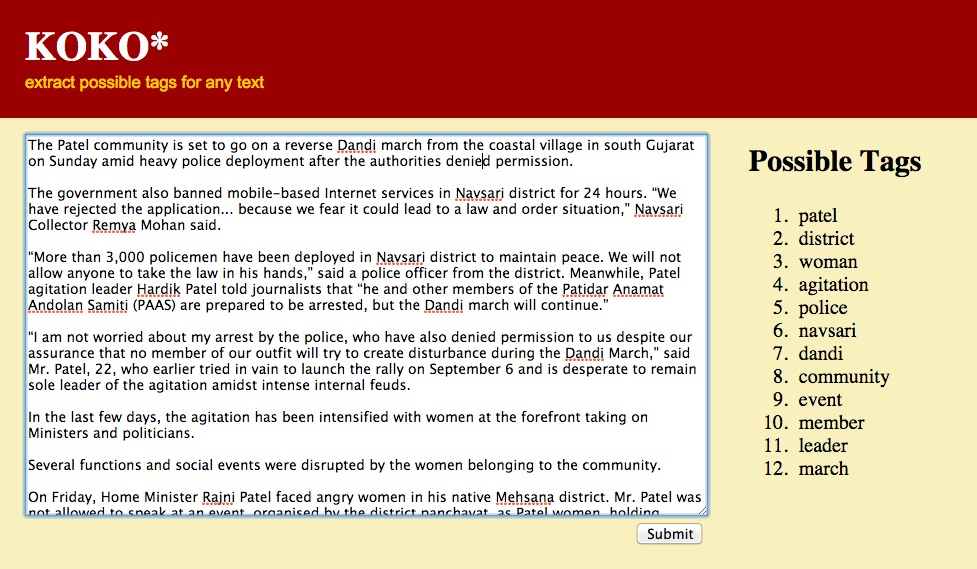 KOKO*
extract possible tags for any text
The Patel community is set to go on a reverse Dandi march from the coastal village in south Gujarat
on Sunday amid heavy police deployment after the authorities denied permission.
The government also banned mobile-based Internet services in Navsari district for 24 hours. “We
have rejected the application... because we fear it could lead to a law and order situation,” Navsari
Collector Remya Mohan said.
“More than 3,000 policemen have been deployed in Navsari district to maintain peace. We will not
allow anyone to take the law in his hands,” said a police officer from the district. Meanwhile, Patel
agitation leader Hardik Patel told journalists that “he and other members of the Patidar Anamat
Andolan Samiti (PAAS) are prepared to be arrested, but the Dandi march will continue.”
“I am not worried about my arrest by the police, who have also denied permission to us despite our
assurance that no member of our outfit will try to create disturbance during the Dandi March,” said
Mr. Patel, 22, who earlier tried in vain to launch the rally on September 6 and is desperate to remain
sole leader of the agitation amidst intense internal feuds.
In the last few days, the agitation has been intensified with women at the forefront taking on
Ministers and politicians.
Several functions and social events were disrupted by the women belonging to the community.
On Friday, Home Minister Rajni Patel faced angry women in his native Mehsana district. Mr. Patel was
not allowed to speak at an event, organised by the district panchayat, as Patel women, holding
Submit
Possible Tags
1. patel
2. district
3. woman
4. agitation
5. police
6. navsari
7. dandi
8. community
9. event
10. member
11. leader
12. march